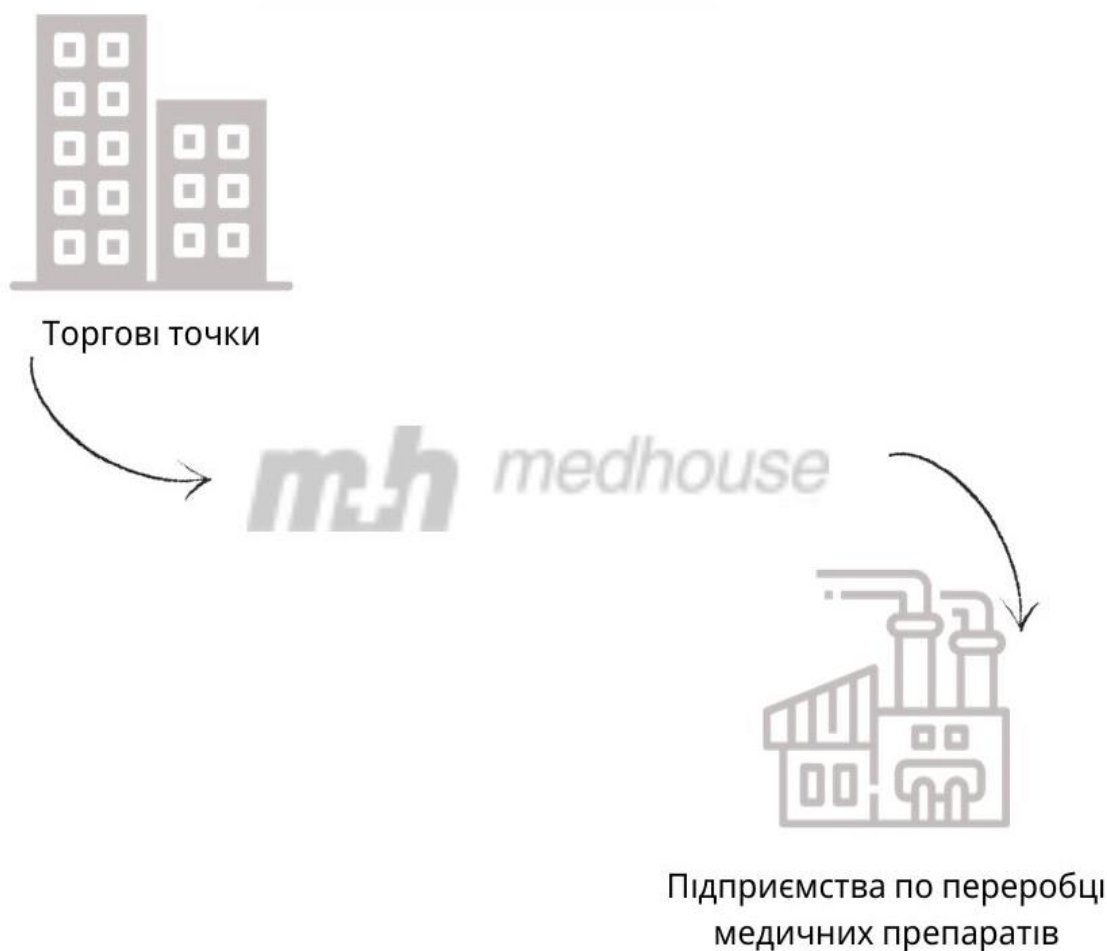 Торгові точки
m+h medhouse
Підприємства по переробці
медичних препаратів